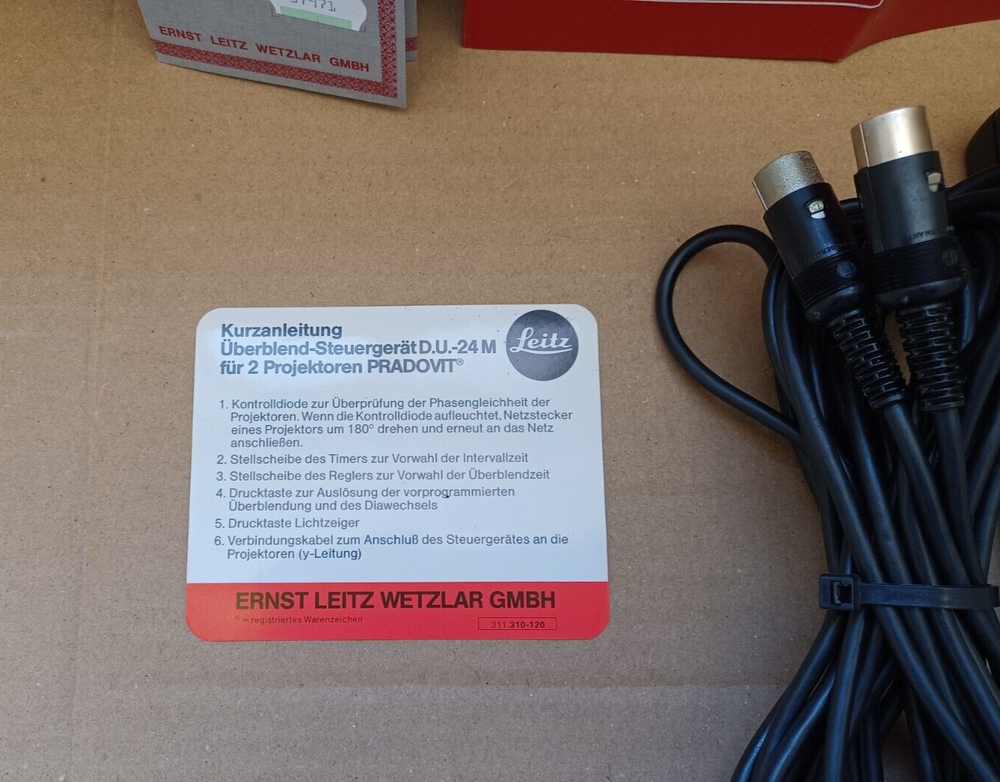 37971
ERNST LEITZ WETZLAR GMBH
Kurzanleitung
Überblend-Steuergerät D.U.-24 M
für 2 Projektoren PRADOVIT®
Leitz
1. Kontrolldiode zur Überprüfung der Phasengleichheit der
Projektoren. Wenn die Kontrolldiode aufleuchtet, Netzstecker
eines Projektors um 180° drehen und erneut an das Netz
anschließen.
2. Stellscheibe des Timers zur Vorwahl der Intervallzeit
3. Stellscheibe des Reglers zur Vorwahl der Überblendzeit
4. Drucktaste zur Auslösung der vorprogrammierten
Überblendung und des Diawechsels
5. Drucktaste Lichtzeiger
6. Verbindungskabel zum Anschluß des Steuergerätes an die
Projektoren (y-Leitung)
ERNST LEITZ WETZLAR GMBH
® = registriertes Warenzeichen
311.310-120